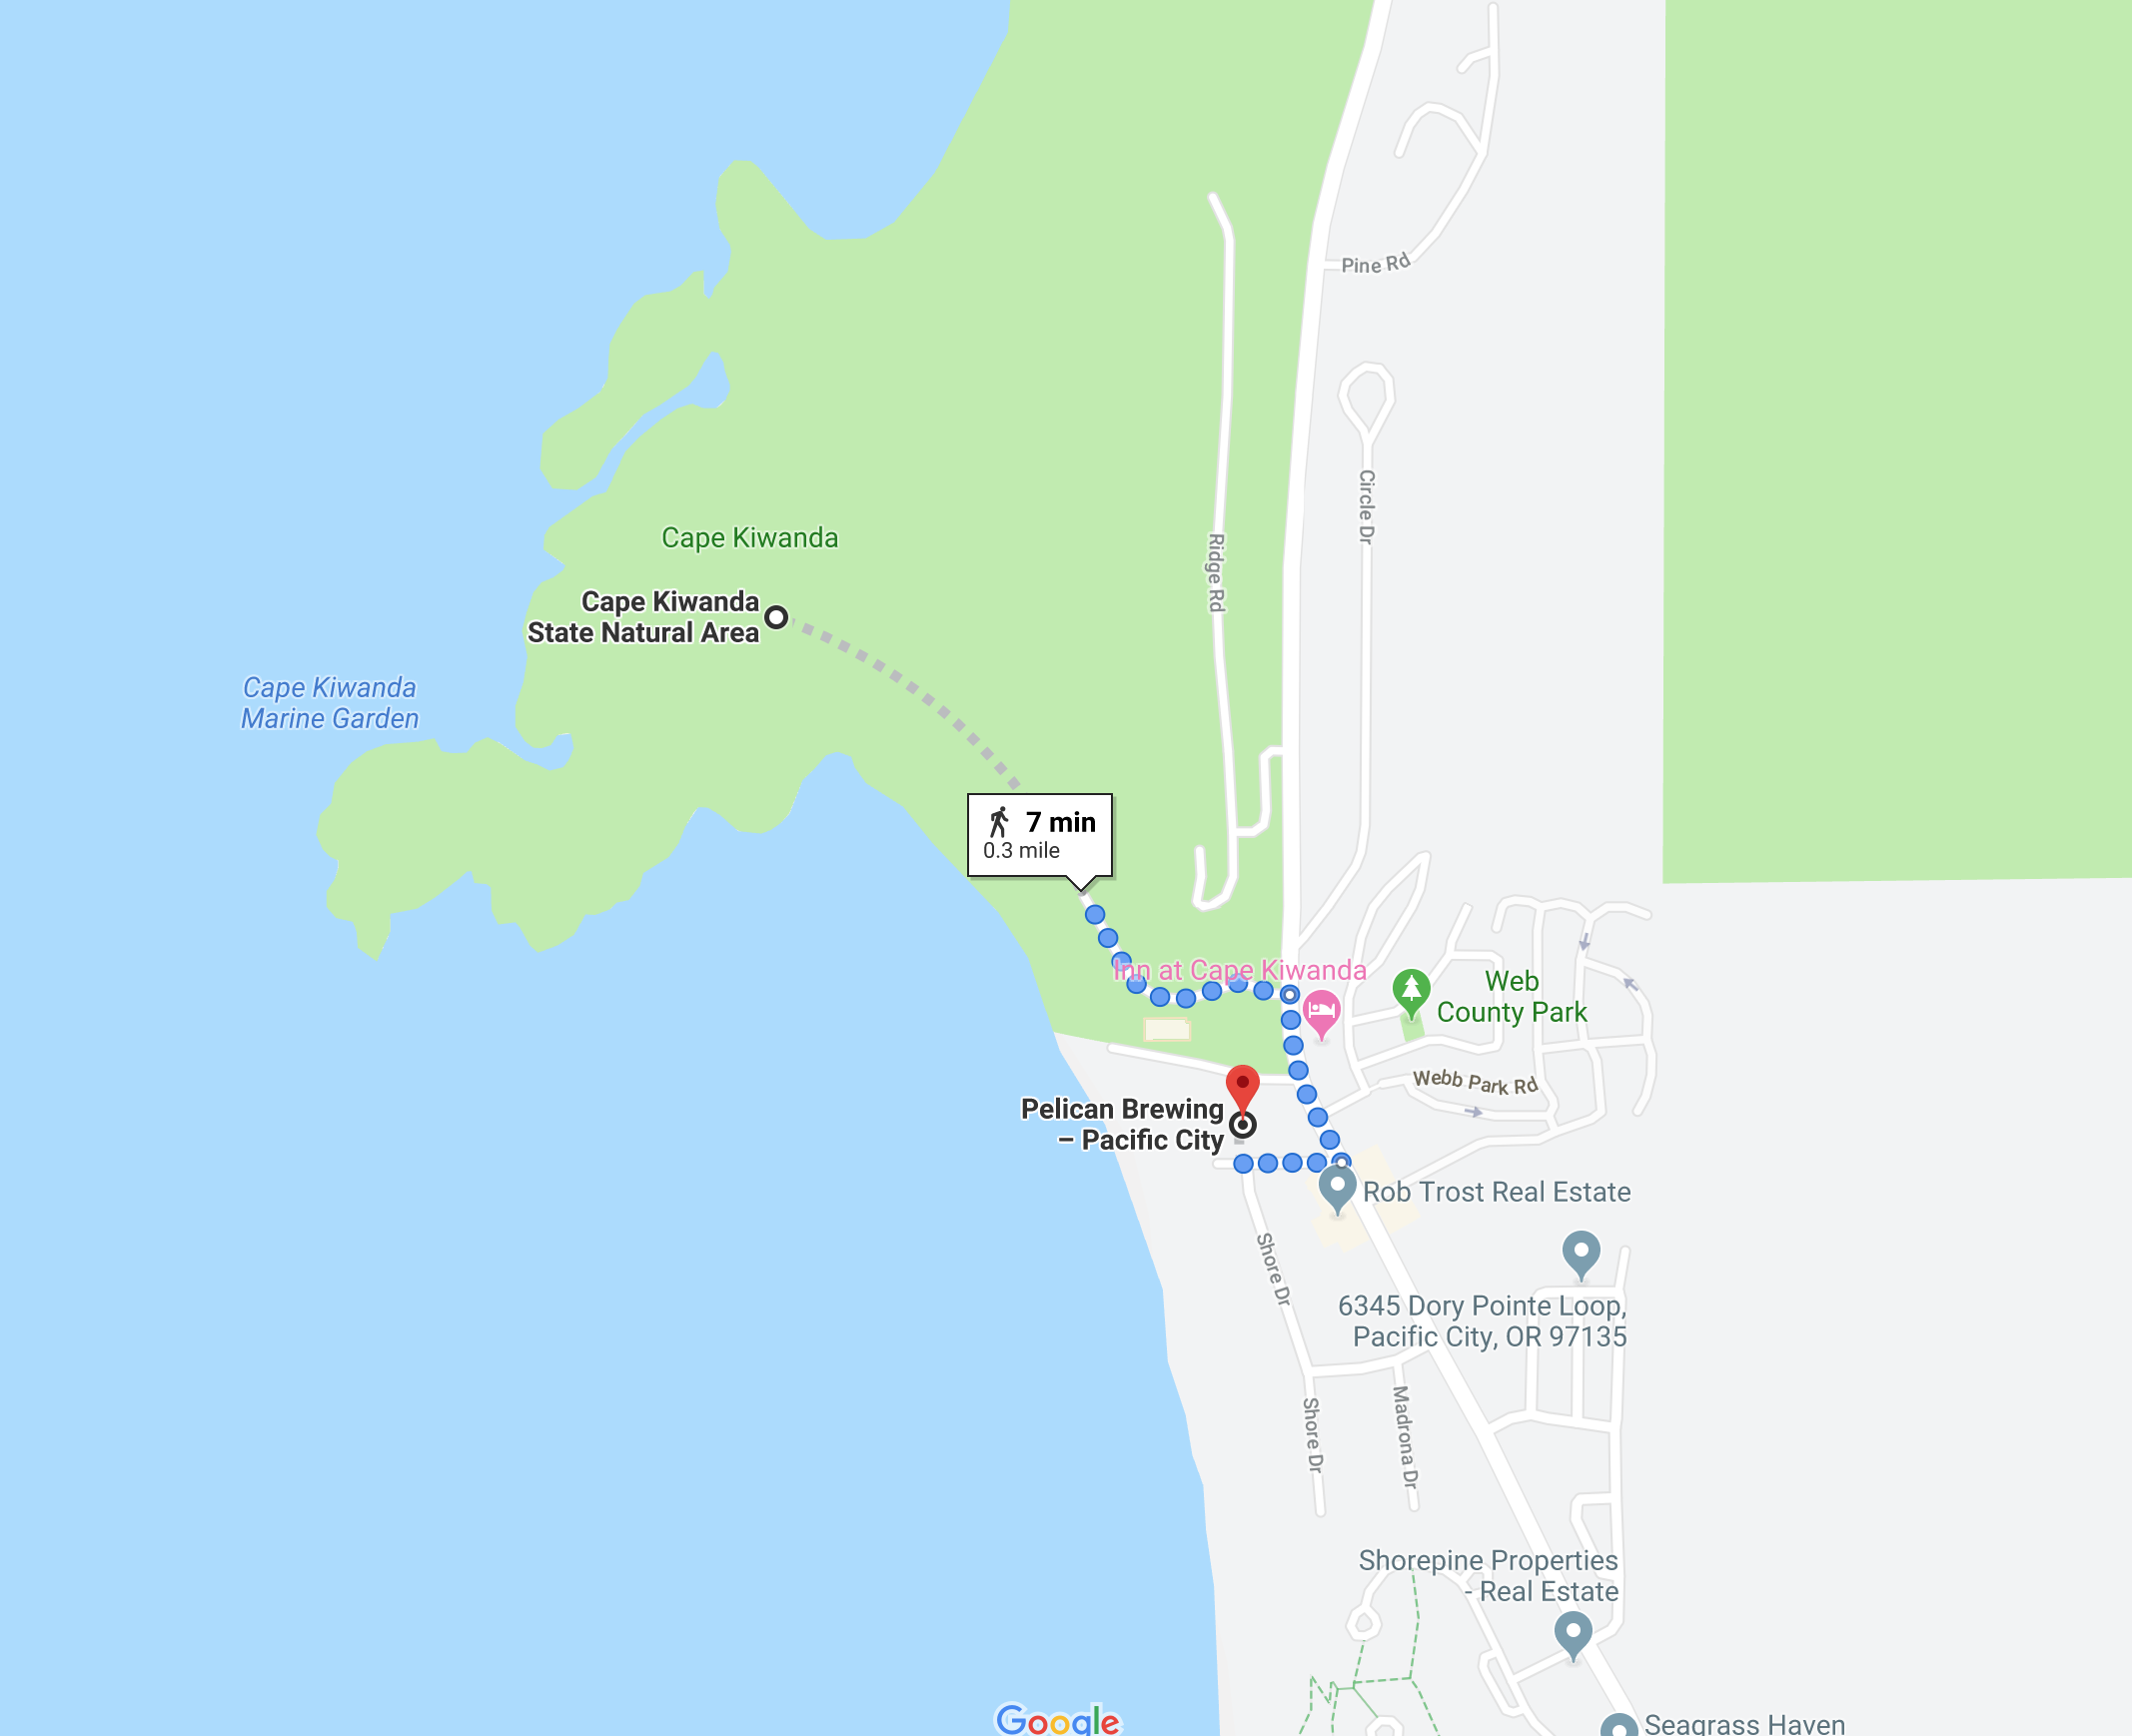 Pine Rd
Circle Dr
Ridge Rd
Cape Kiwanda
Cape Kiwanda
State Natural Area
Cape Kiwanda
Marine Garden
7 min
0.3 mile
Inn at Cape Kiwanda
Web
County Park
Webb Park Rd
Pelican Brewing
– Pacific City
Rob Trost Real Estate
Shore Dr
6345 Dory Pointe Loop,
Pacific City, OR 97135
Shore Dr
Madrona Dr
Shorepine Properties
- Real Estate
Google
Seagrass Haven